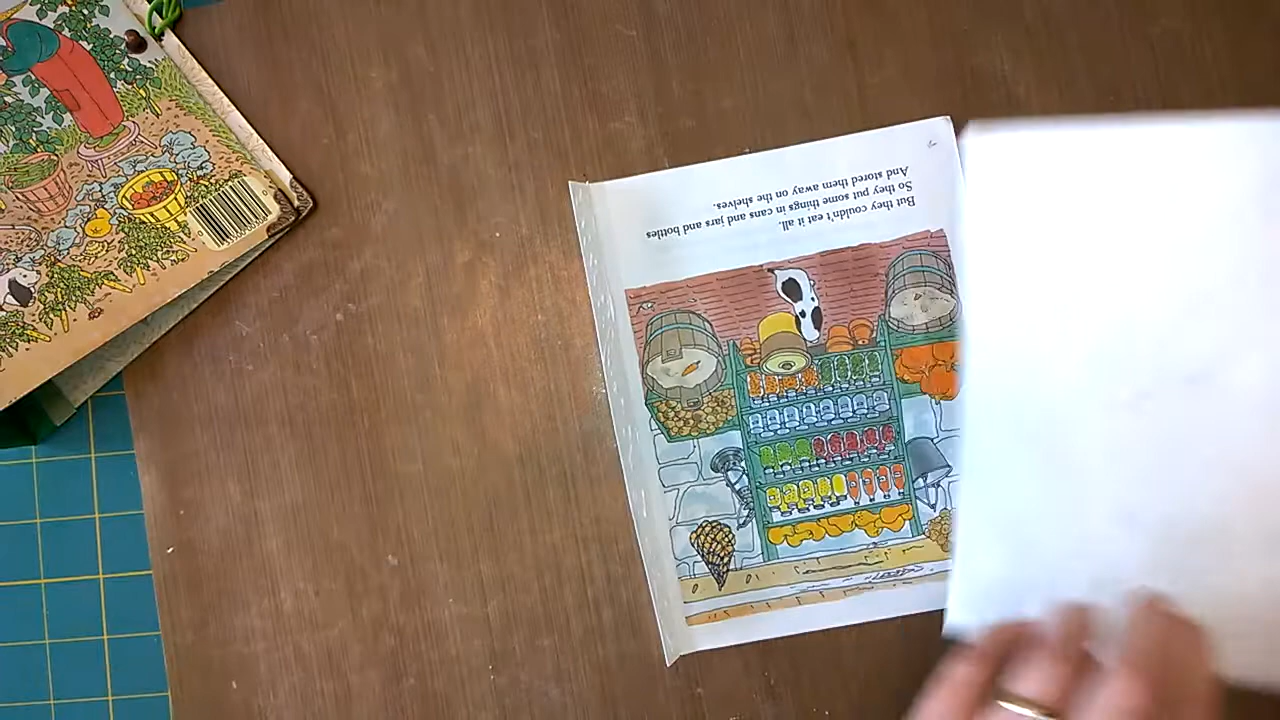 But they couldn't eat it all.
So they put some things in cans and jars and bottles
And stored them away on the shelves.